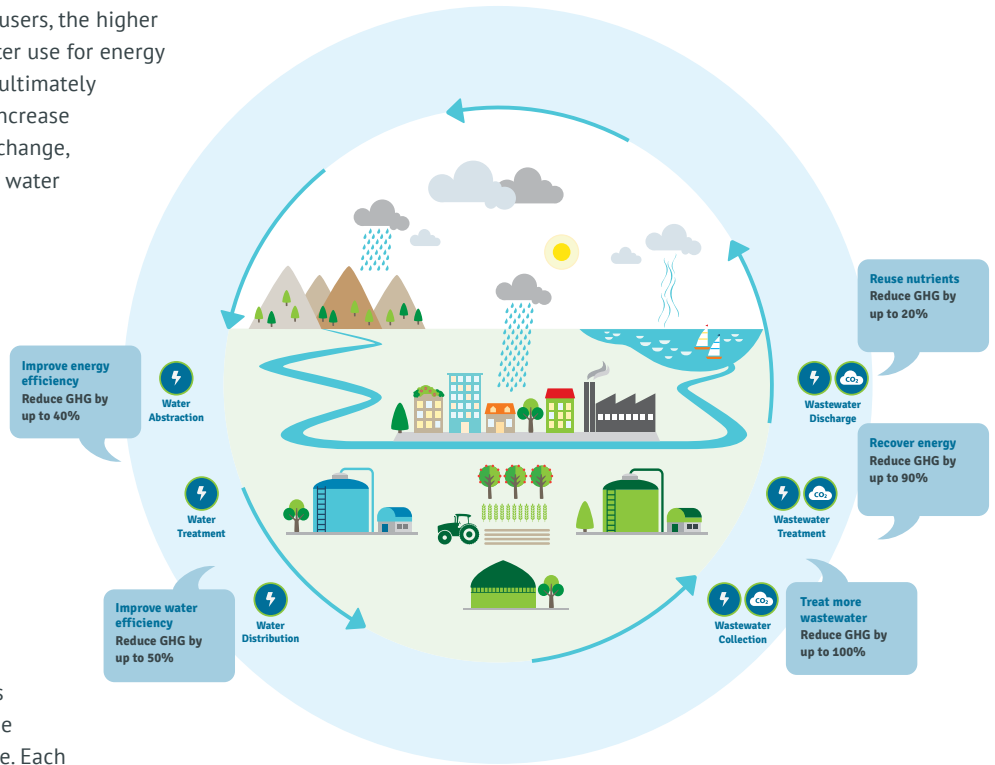 users, the higher
ter use for energy
ultimately
increase
change,
water
Reuse nutrients
Reduce GHG by
up to 20%
Improve energy
efficiency
Reduce GHG by
up to 40%
Water
Abstraction
CO₂
Wastewater
Discharge
Recover energy
Reduce GHG by
up to 90%
Water
Treatment
CO₂
Wastewater
Treatment
Improve water
efficiency
Reduce GHG by
up to 50%
Water
Distribution
CO₂
Wastewater
Collection
Treat more
wastewater
Reduce GHG by
up to 100%
s
e
e. Each